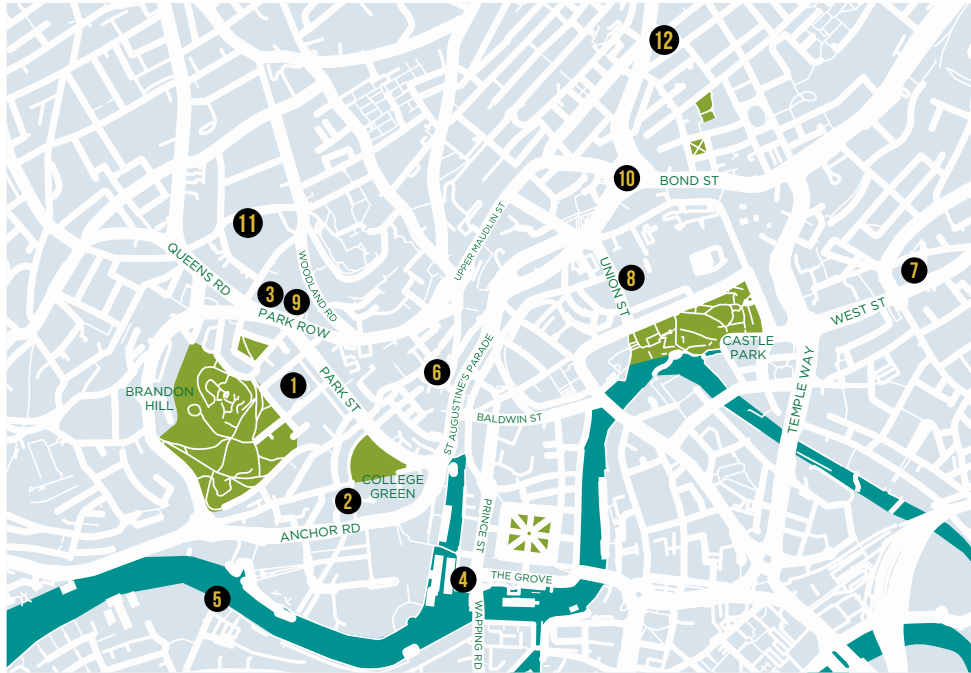 12
10
BOND ST
11
UPPER MAUDLIN ST
QUEENS RD
WOODLAND RD
UNION ST
8
7
3
9
PARK ROW
WEST ST
CASTLE
PARK
6
ST AUGUSTINE'S PARADE
1
PARK ST
BRANDON
HILL
TEMPLE WAY
BALDWIN ST
COLLEGE
GREEN
2
ANCHOR RD
PRINCE ST
4
THE GROVE
5
WAPPING RD